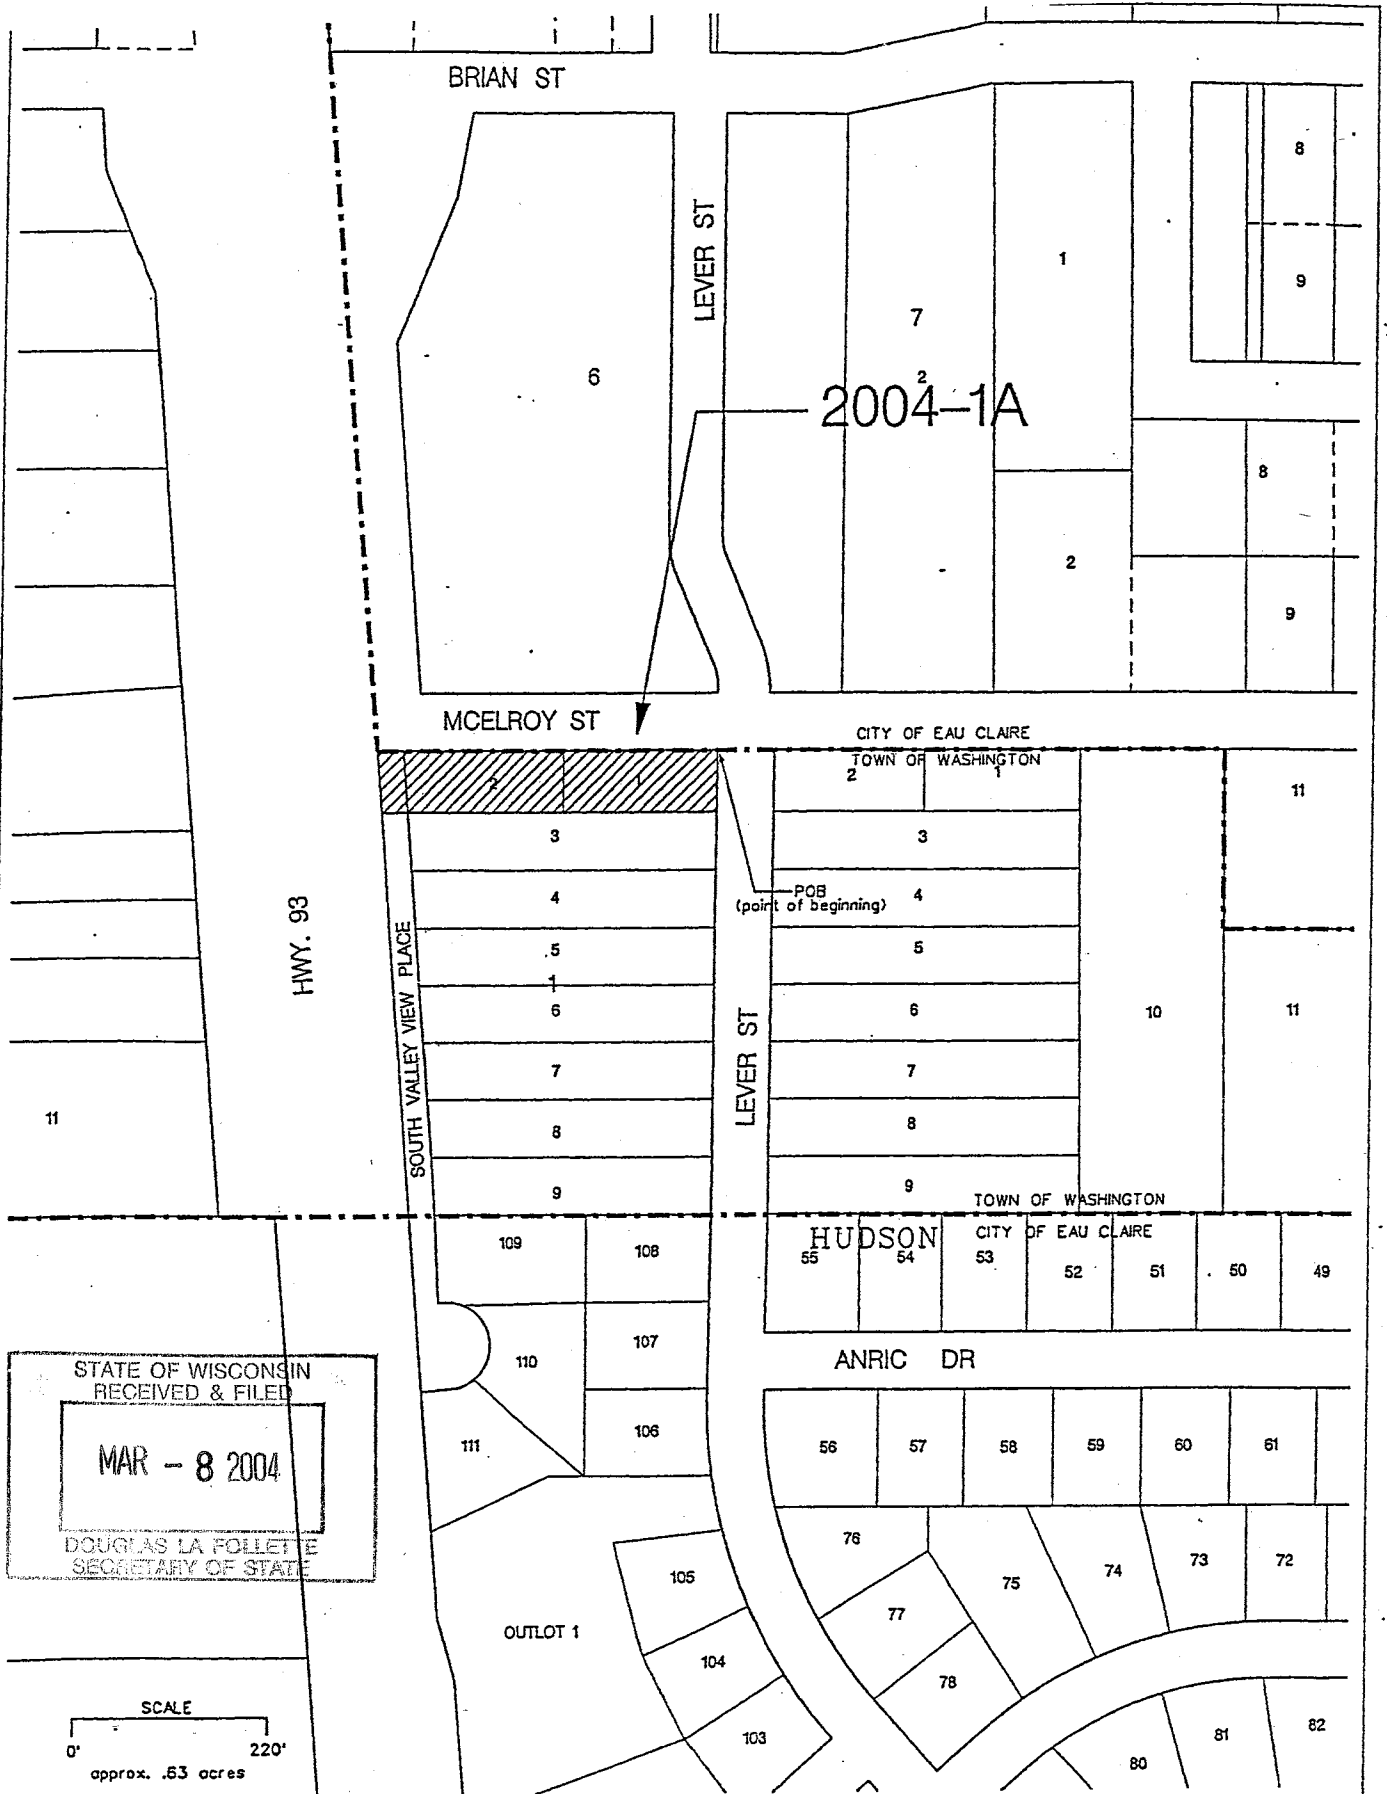 BRIAN ST
8
LEVER ST
1
9
7
6
2
2004-1A
8
2
9
MCELROY ST
CITY OF EAU CLAIRE
TOWN OF WASHINGTON
2
1
2
1
11
3
3
POB
(point of beginning)
4
4
HWY. 93
SOUTH VALLEY VIEW PLACE
5
5
1
6
LEVER ST
6
10
11
7
7
11
8
8
9
9
TOWN OF WASHINGTON
HUDSON
CITY OF EAU CLAIRE
109
108
55
54
53
52
51
50
49
107
110
ANRIC DR
STATE OF WISCONSIN
RECEIVED & FILED
MAR - 8 2004
DOUGLAS LA FOLLETTE
SECRETARY OF STATE
111
106
56
57
58
59
60
61
76
75
74
73
72
105
77
OUTLOT 1
104
78
103
80
81
82
SCALE
0' 220'
approx. .63 acres